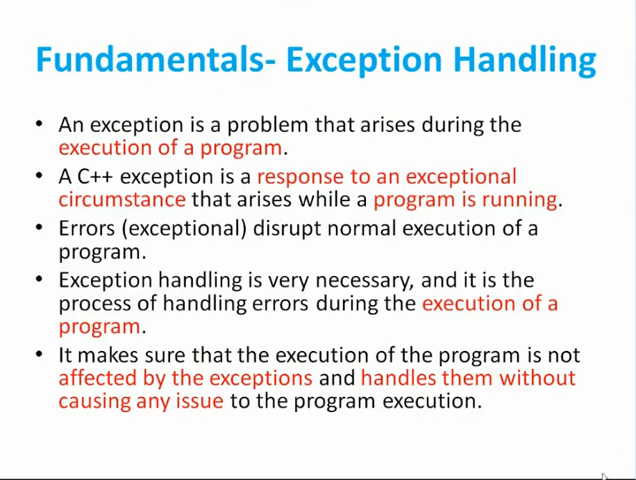 Fundamentals- Exception Handling
• An exception is a problem that arises during the
execution of a program.
• A C++ exception is a response to an exceptional
circumstance that arises while a program is running.
• Errors (exceptional) disrupt normal execution of a
program.
• Exception handling is very necessary, and it is the
process of handling errors during the execution of a
program.
• It makes sure that the execution of the program is not
affected by the exceptions and handles them without
causing any issue to the program execution.